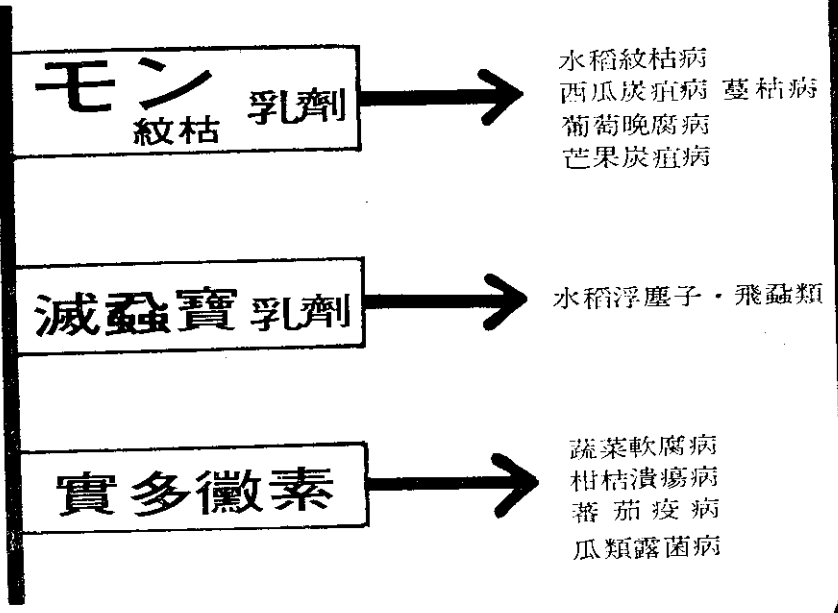 モン 乳劑
紋枯
水稻紋枯病
西瓜炭疽病 蔓枯病
葡萄晚腐病
芒果炭疽病
滅蝨寶 乳劑
水稻浮塵子・飛蝨類
實多黴素
蔬菜軟腐病
柑桔潰瘍病
蕃茄疫病
瓜類露菌病